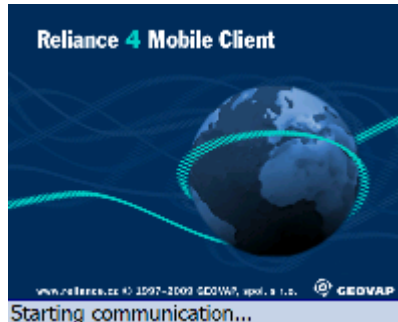 Reliance 4 Mobile Client
www.reliance.cz © 1997-2009 GEOVAP, spol. s r.o. GEOVAP
Starting communication...